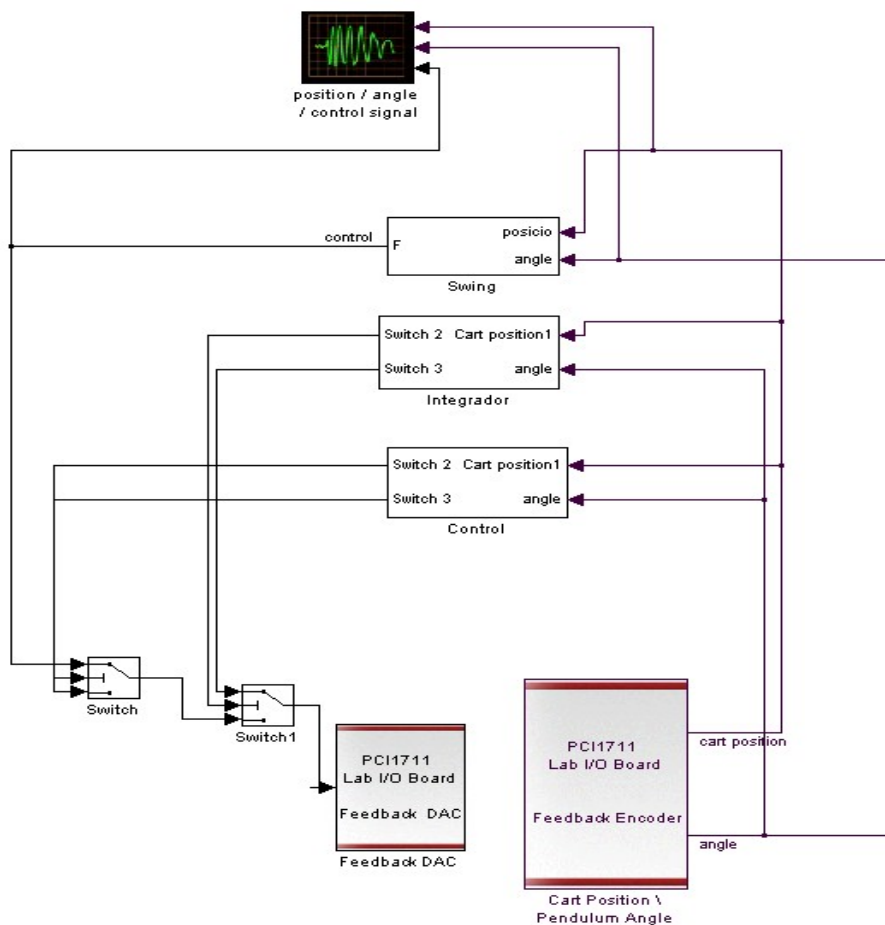 position / angle
/ control signal
control
F
posicio
angle
Swing
Switch 2 Cart position1
Switch 3 angle
Integrador
Switch 2 Cart position1
Switch 3 angle
Control
Switch
Switch1
PCI1711
Lab I/O Board
Feedback DAC
Feedback DAC
PCI1711
Lab I/O Board
Feedback Encoder
cart position
angle
Cart Position \
Pendulum Angle